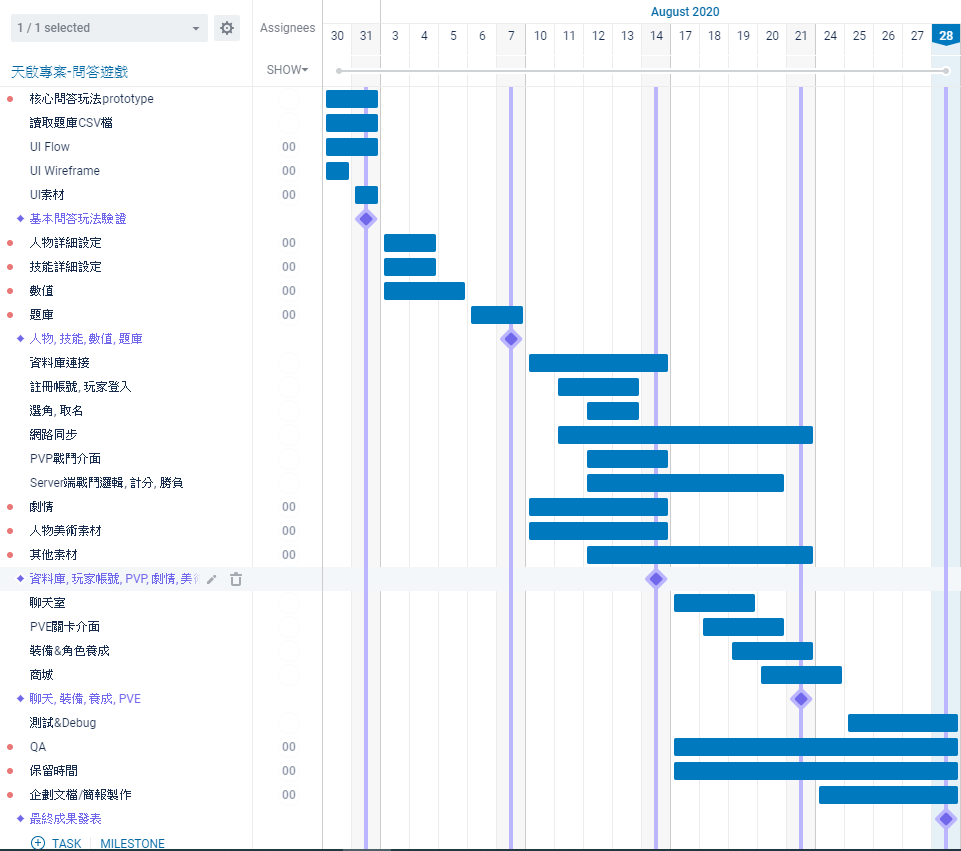 August 2020
1 / 1 selected
Assignees
30 31 3 4 5 6 7 10 11 12 13 14 17 18 19 20 21 24 25 26 27 28
天啟專案-問答遊戲
SHOW
核心問答玩法prototype
讀取題庫CSV檔
UI Flow 00
UI Wireframe 00
UI素材 00
基本問答玩法驗證
人物詳細設定 00
技能詳細設定 00
數值 00
題庫 00
人物, 技能, 數值, 題庫
資料庫連接
註冊帳號, 玩家登入
選角, 取名
網路同步
PVP戰鬥介面
Server端戰鬥邏輯, 計分, 勝負
劇情 00
人物美術素材 00
其他素材 00
資料庫, 玩家帳號, PVP, 劇情, 美
聊天室
PVE關卡介面
裝備&角色養成
商城
聊天, 裝備, 養成, PVE
測試&Debug
QA 00
保留時間 00
企劃文檔/簡報製作 00
最終成果發表
TASK MILESTONE